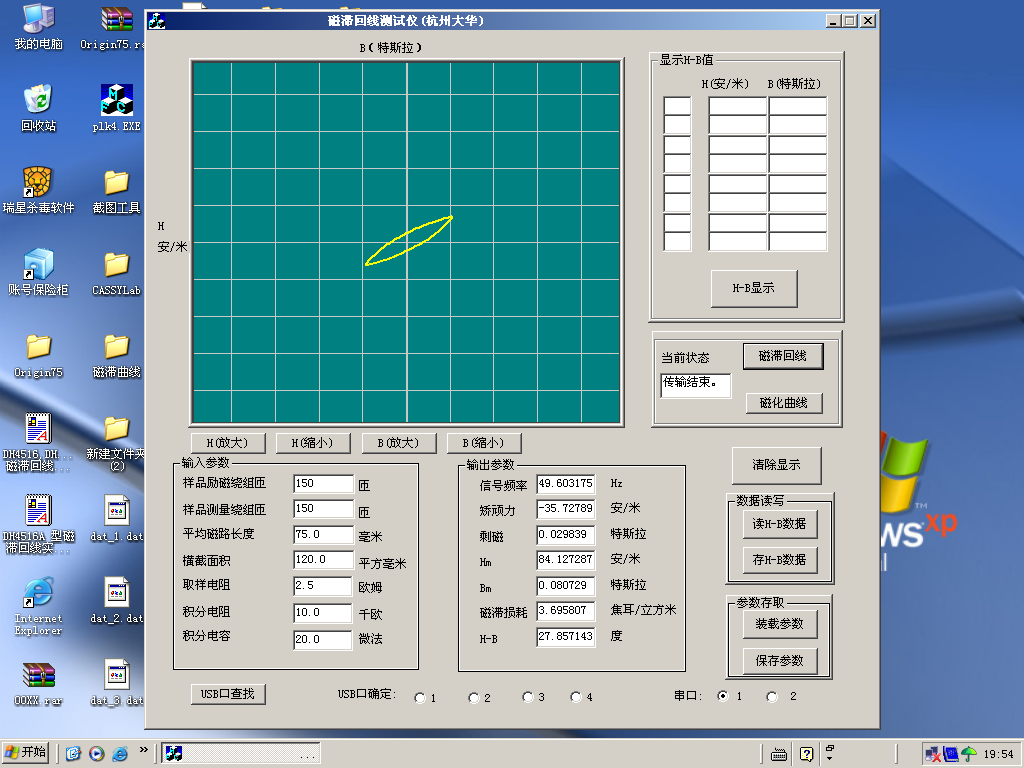 我的电脑
Origin75.ra
回收站
plk4.EXE
瑞星杀毒软件
截图工具
账号保险柜
CASSYLab
Origin75
磁滞曲线
DH4516_DH...
磁滞回线...
新建文件夹
(2)
DH4516A_型磁
滞回线实...
dat_1.dat
Internet
Explorer
dat_2.dat
OOXX.rar
dat_3.dat
磁滞回线测试仪(杭州大华)
B(特斯拉)
H
安/米
H(放大)
H(缩小)
B(放大)
B(缩小)
显示H-B值
H(安/米)
B(特斯拉)
H-B显示
当前状态
传输结束。
磁滞回线
磁化曲线
输入参数
样品励磁绕组匝 150 匝
样品测量绕组匝 150 匝
平均磁路长度 75.0 毫米
横截面积 120.0 平方毫米
取样电阻 2.5 欧姆
积分电阻 10.0 千欧
积分电容 20.0 微法
输出参数
信号频率 49.603175 Hz
矫顽力 -35.72789 安/米
剩磁 0.029839 特斯拉
Hm 84.127287 安/米
Bm 0.080729 特斯拉
磁滞损耗 3.695807 焦耳/立方米
H-B 27.857143 度
清除显示
数据读写
读H-B数据
存H-B数据
参数存取
装载参数
保存参数
USB口查找
USB口确定: 1 2 3 4
串口: 1 2
ws xp
开始
»
...
19:54